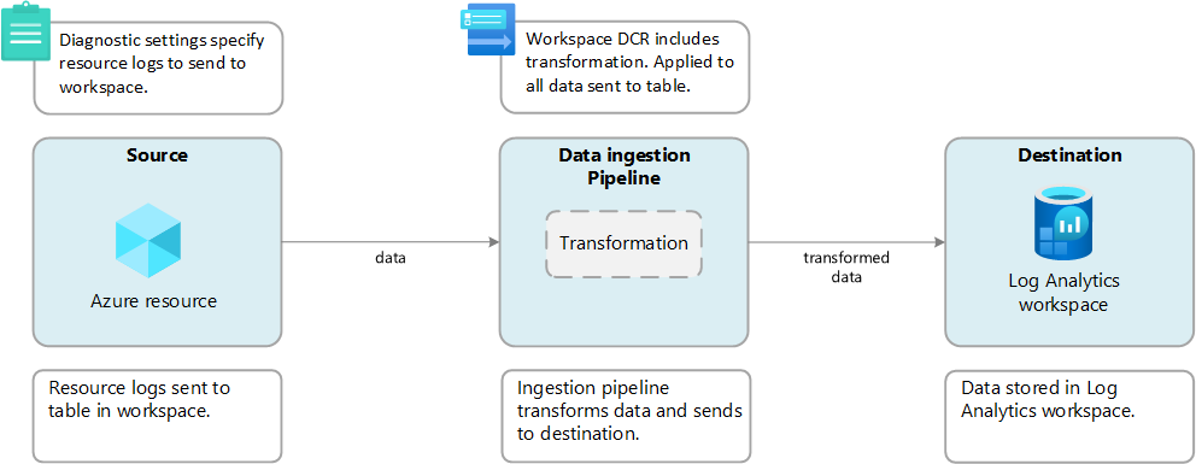 Diagnostic settings specify
resource logs to send to
workspace.
Workspace DCR includes
transformation. Applied to
all data sent to table.
Source
Azure resource
data
Data ingestion
Pipeline
Transformation
transformed
data
Destination
Log Analytics
workspace
Resource logs sent to
table in workspace.
Ingestion pipeline
transforms data and sends
to destination.
Data stored in Log
Analytics workspace.